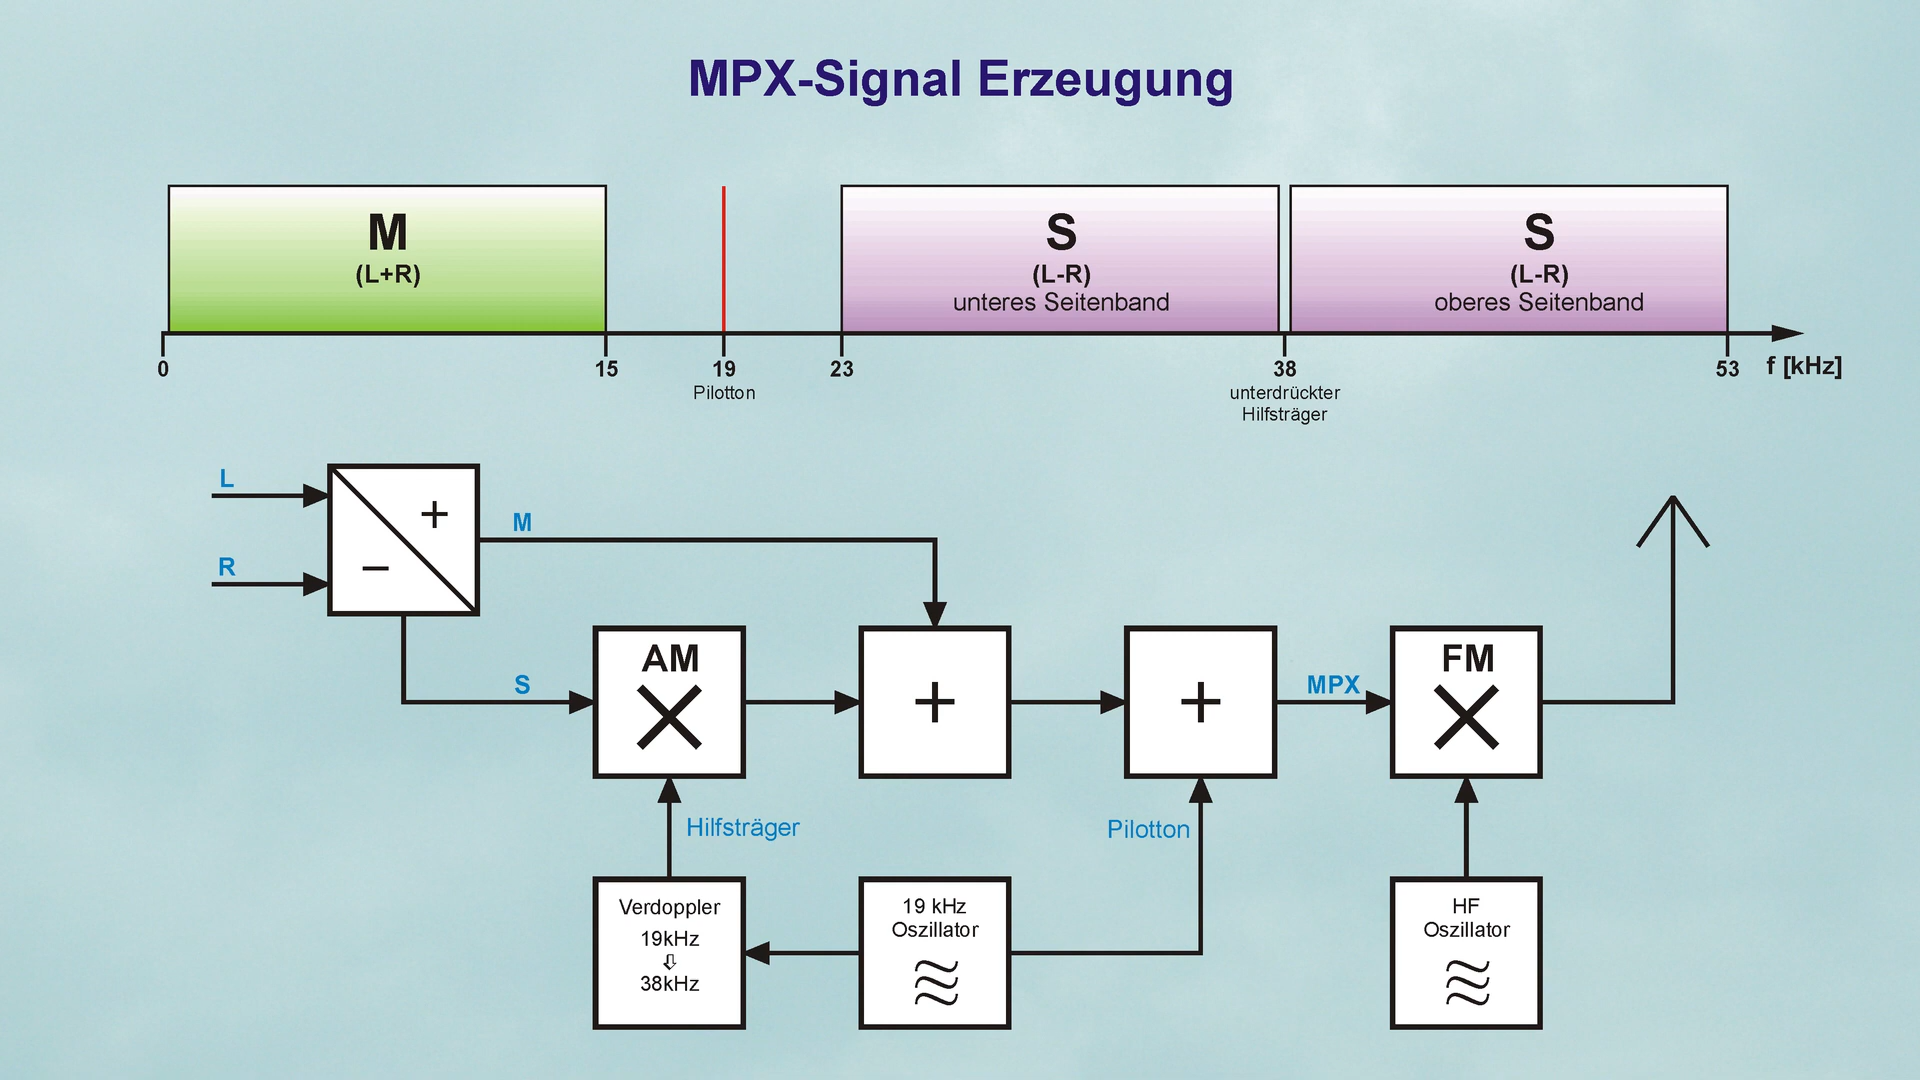 MPX-Signal Erzeugung
M
(L+R)
S
(L-R)
unteres Seitenband
S
(L-R)
oberes Seitenband
0
15
19
23
38
53
f [kHz]
Pilotton
unterdrückter
Hilfsträger
L
R
+
−
M
S
AM
+
+
MPX
FM
Hilfsträger
Pilotton
Verdoppler
19kHz
⇩
38kHz
19 kHz
Oszillator
HF
Oszillator